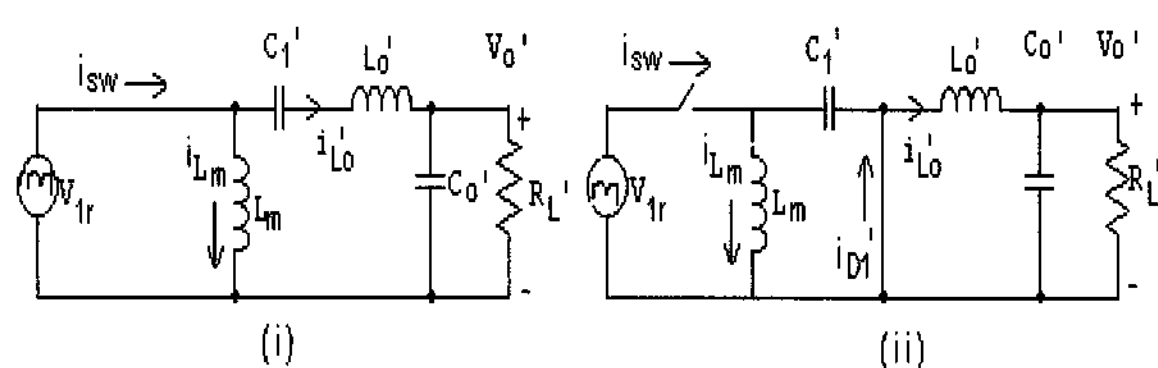 i_sw C_1' L_o' V_o'
i_Lm L_m i_Lo' C_o' R_L' + -
V_1r
(i)
i_sw C_1' L_o' C_o' V_o'
i_Lm L_m i_D1' i_Lo' R_L' + -
V_1r
(ii)